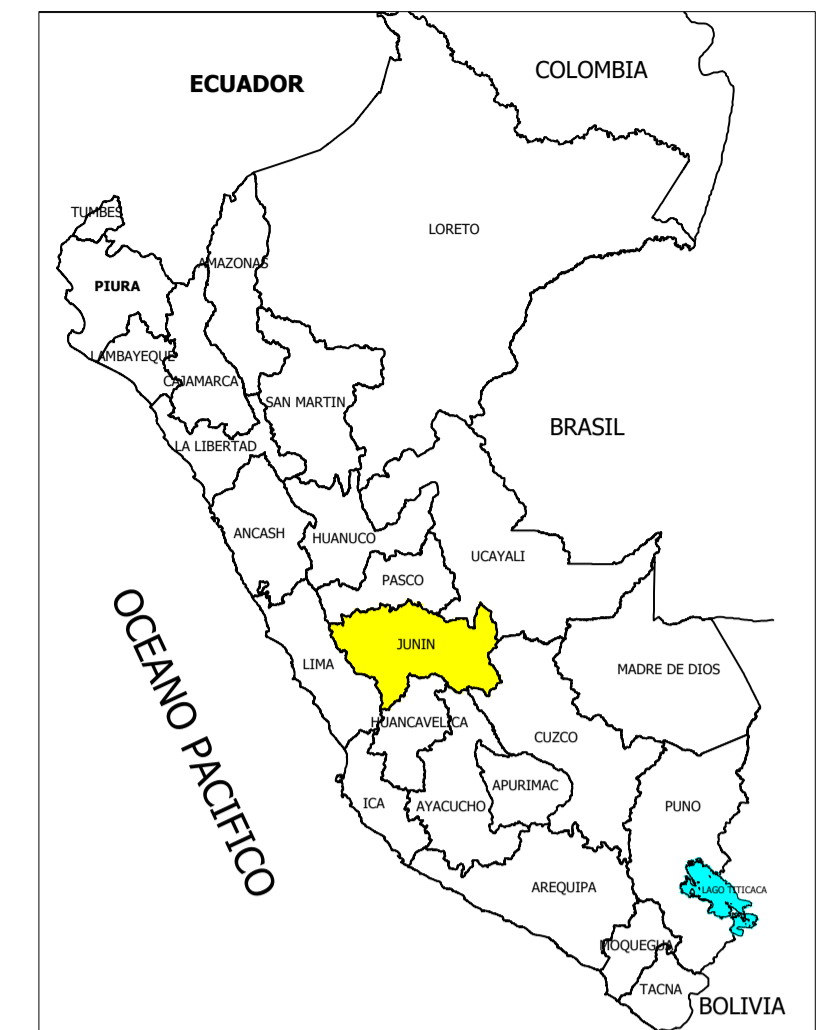 COLOMBIA
ECUADOR
TUMBES
LORETO
AMAZONAS
PIURA
LAMBAYEQUE
CAJAMARCA
SAN MARTIN
BRASIL
LA LIBERTAD
ANCASH
HUANUCO
UCAYALI
PASCO
OCEANO PACIFICO
JUNIN
LIMA
MADRE DE DIOS
HUANCAVELICA
CUZCO
APURIMAC
ICA
AYACUCHO
PUNO
AREQUIPA
LAGO TITICACA
MOQUEGUA
TACNA
BOLIVIA